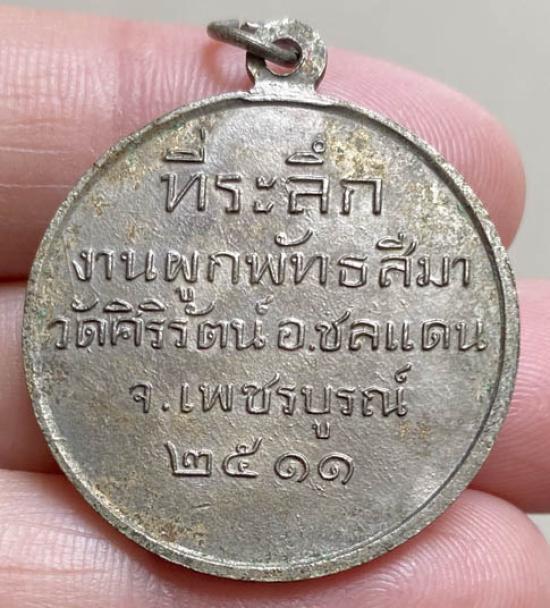 ที่ระลึก
งานผูกพัทธสีมา
วัดศิริรัตน์ อ.ชลแดน
จ.เพชรบูรณ์
๒๕๑๑